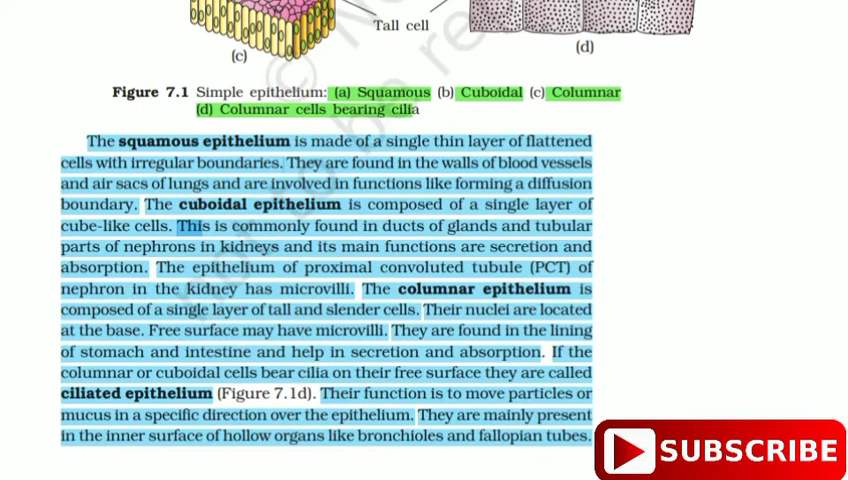 Tall cell
(c)
(d)
Figure 7.1 Simple epithelium: (a) Squamous (b) Cuboidal (c) Columnar
(d) Columnar cells bearing cilia
The squamous epithelium is made of a single thin layer of flattened
cells with irregular boundaries. They are found in the walls of blood vessels
and air sacs of lungs and are involved in functions like forming a diffusion
boundary. The cuboidal epithelium is composed of a single layer of
cube-like cells. This is commonly found in ducts of glands and tubular
parts of nephrons in kidneys and its main functions are secretion and
absorption. The epithelium of proximal convoluted tubule (PCT) of
nephron in the kidney has microvilli. The columnar epithelium is
composed of a single layer of tall and slender cells. Their nuclei are located
at the base. Free surface may have microvilli. They are found in the lining
of stomach and intestine and help in secretion and absorption. If the
columnar or cuboidal cells bear cilia on their free surface they are called
ciliated epithelium (Figure 7.1d). Their function is to move particles or
mucus in a specific direction over the epithelium. They are mainly present
in the inner surface of hollow organs like bronchioles and fallopian tubes.
SUBSCRIBE